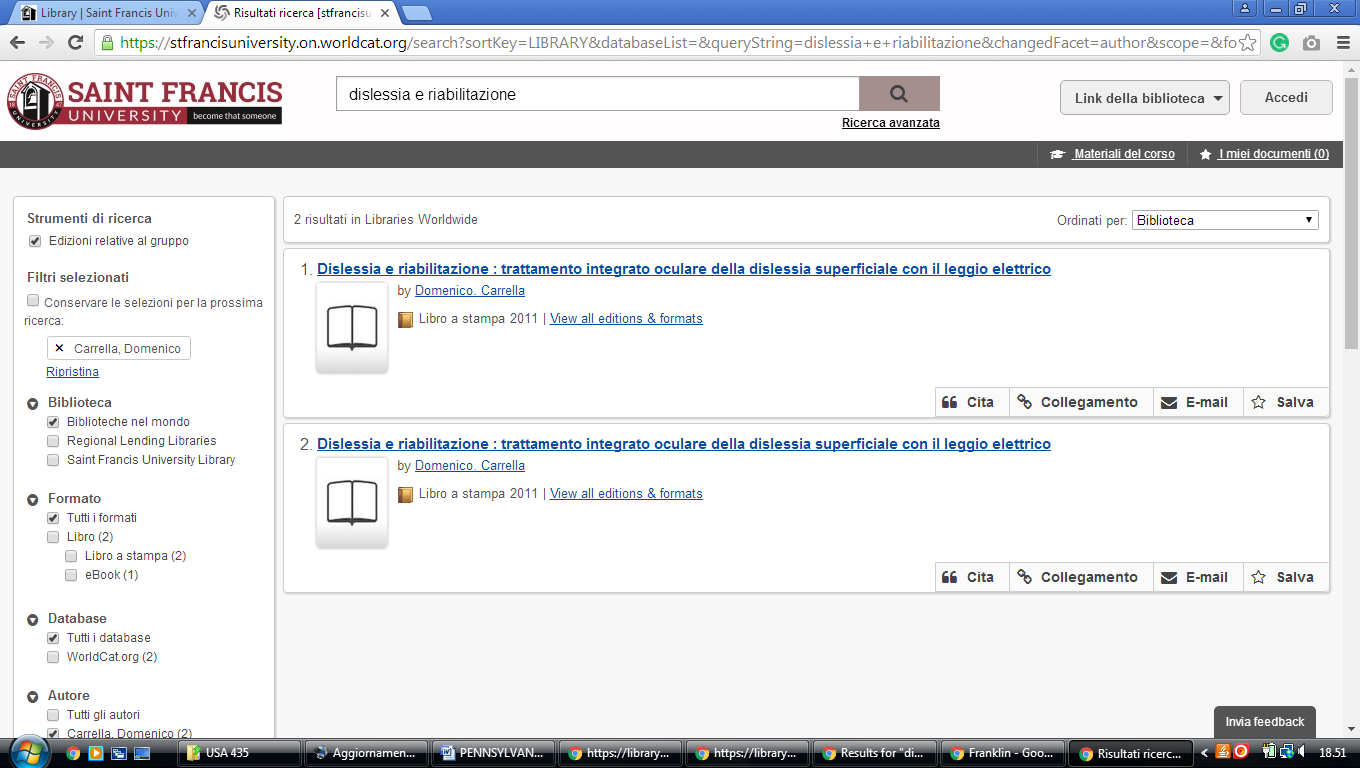 Library | Saint Francis Univ
Risultati ricerca [stfrancisu
https://stfrancisuniversity.on.worldcat.org/search?sortKey=LIBRARY&databaseList=&queryString=dislessia+e+riabilitazione&changedFacet=author&scope=&fo
SAINT FRANCIS
UNIVERSITY become that someone
dislessia e riabilitazione
Ricerca avanzata
Link della biblioteca
Accedi
Materiali del corso
I miei documenti (0)
Strumenti di ricerca
Edizioni relative al gruppo
Filtri selezionati
Conservare le selezioni per la prossima
ricerca:
× Carrella, Domenico
Ripristina
Biblioteca
Biblioteche nel mondo
Regional Lending Libraries
Saint Francis University Library
Formato
Tutti i formati
Libro (2)
Libro a stampa (2)
eBook (1)
Database
Tutti i database
WorldCat.org (2)
Autore
Tutti gli autori
Carrella, Domenico (2)
2 risultati in Libraries Worldwide
Ordinati per: Biblioteca
1. Dislessia e riabilitazione : trattamento integrato oculare della dislessia superficiale con il leggio elettrico
by Domenico. Carrella
Libro a stampa 2011 | View all editions & formats
Cita Collegamento E-mail Salva
2. Dislessia e riabilitazione : trattamento integrato oculare della dislessia superficiale con il leggio elettrico
by Domenico. Carrella
Libro a stampa 2011 | View all editions & formats
Cita Collegamento E-mail Salva
Invia feedback
USA 435
Aggiornamen...
PENNSYLVAN...
https://library...
https://library...
Results for "di...
Franklin - Goo...
Risultati ricerc...
18.51